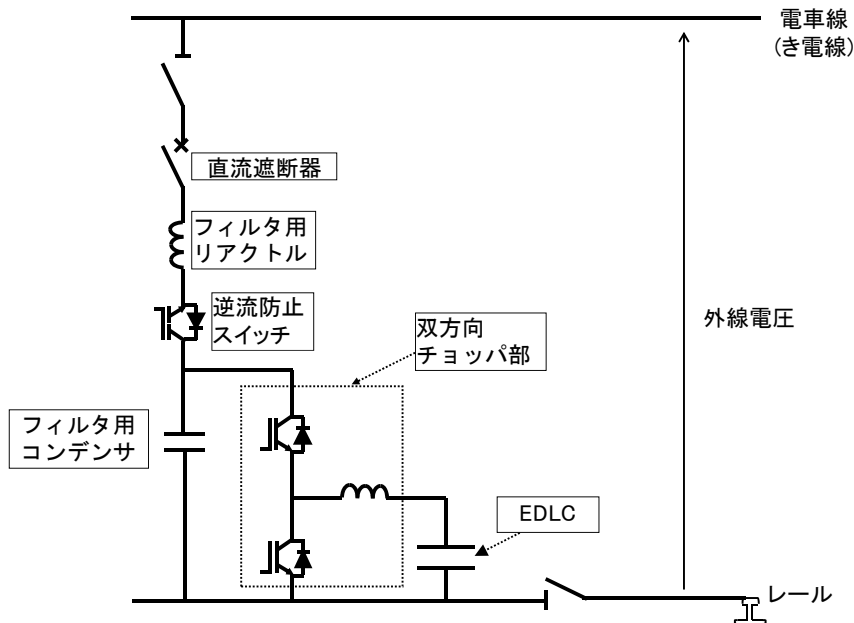 電車線
(き電線)
直流遮断器
フィルタ用
リアクトル
逆流防止
スイッチ
双方向
チョッパ部
外線電圧
フィルタ用
コンデンサ
EDLC
レール